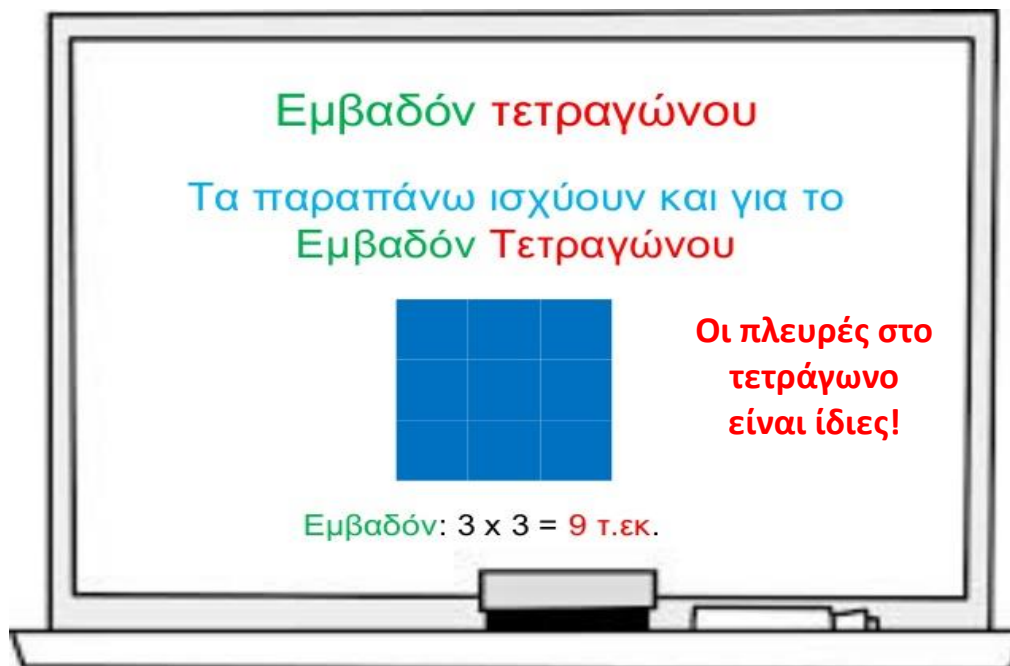 Εμβαδόν τετραγώνου
Τα παραπάνω ισχύουν και για το
Εμβαδόν Τετραγώνου
Οι πλευρές στο
τετράγωνο
είναι ίδιες!
Εμβαδόν: 3 x 3 = 9 τ.εκ.